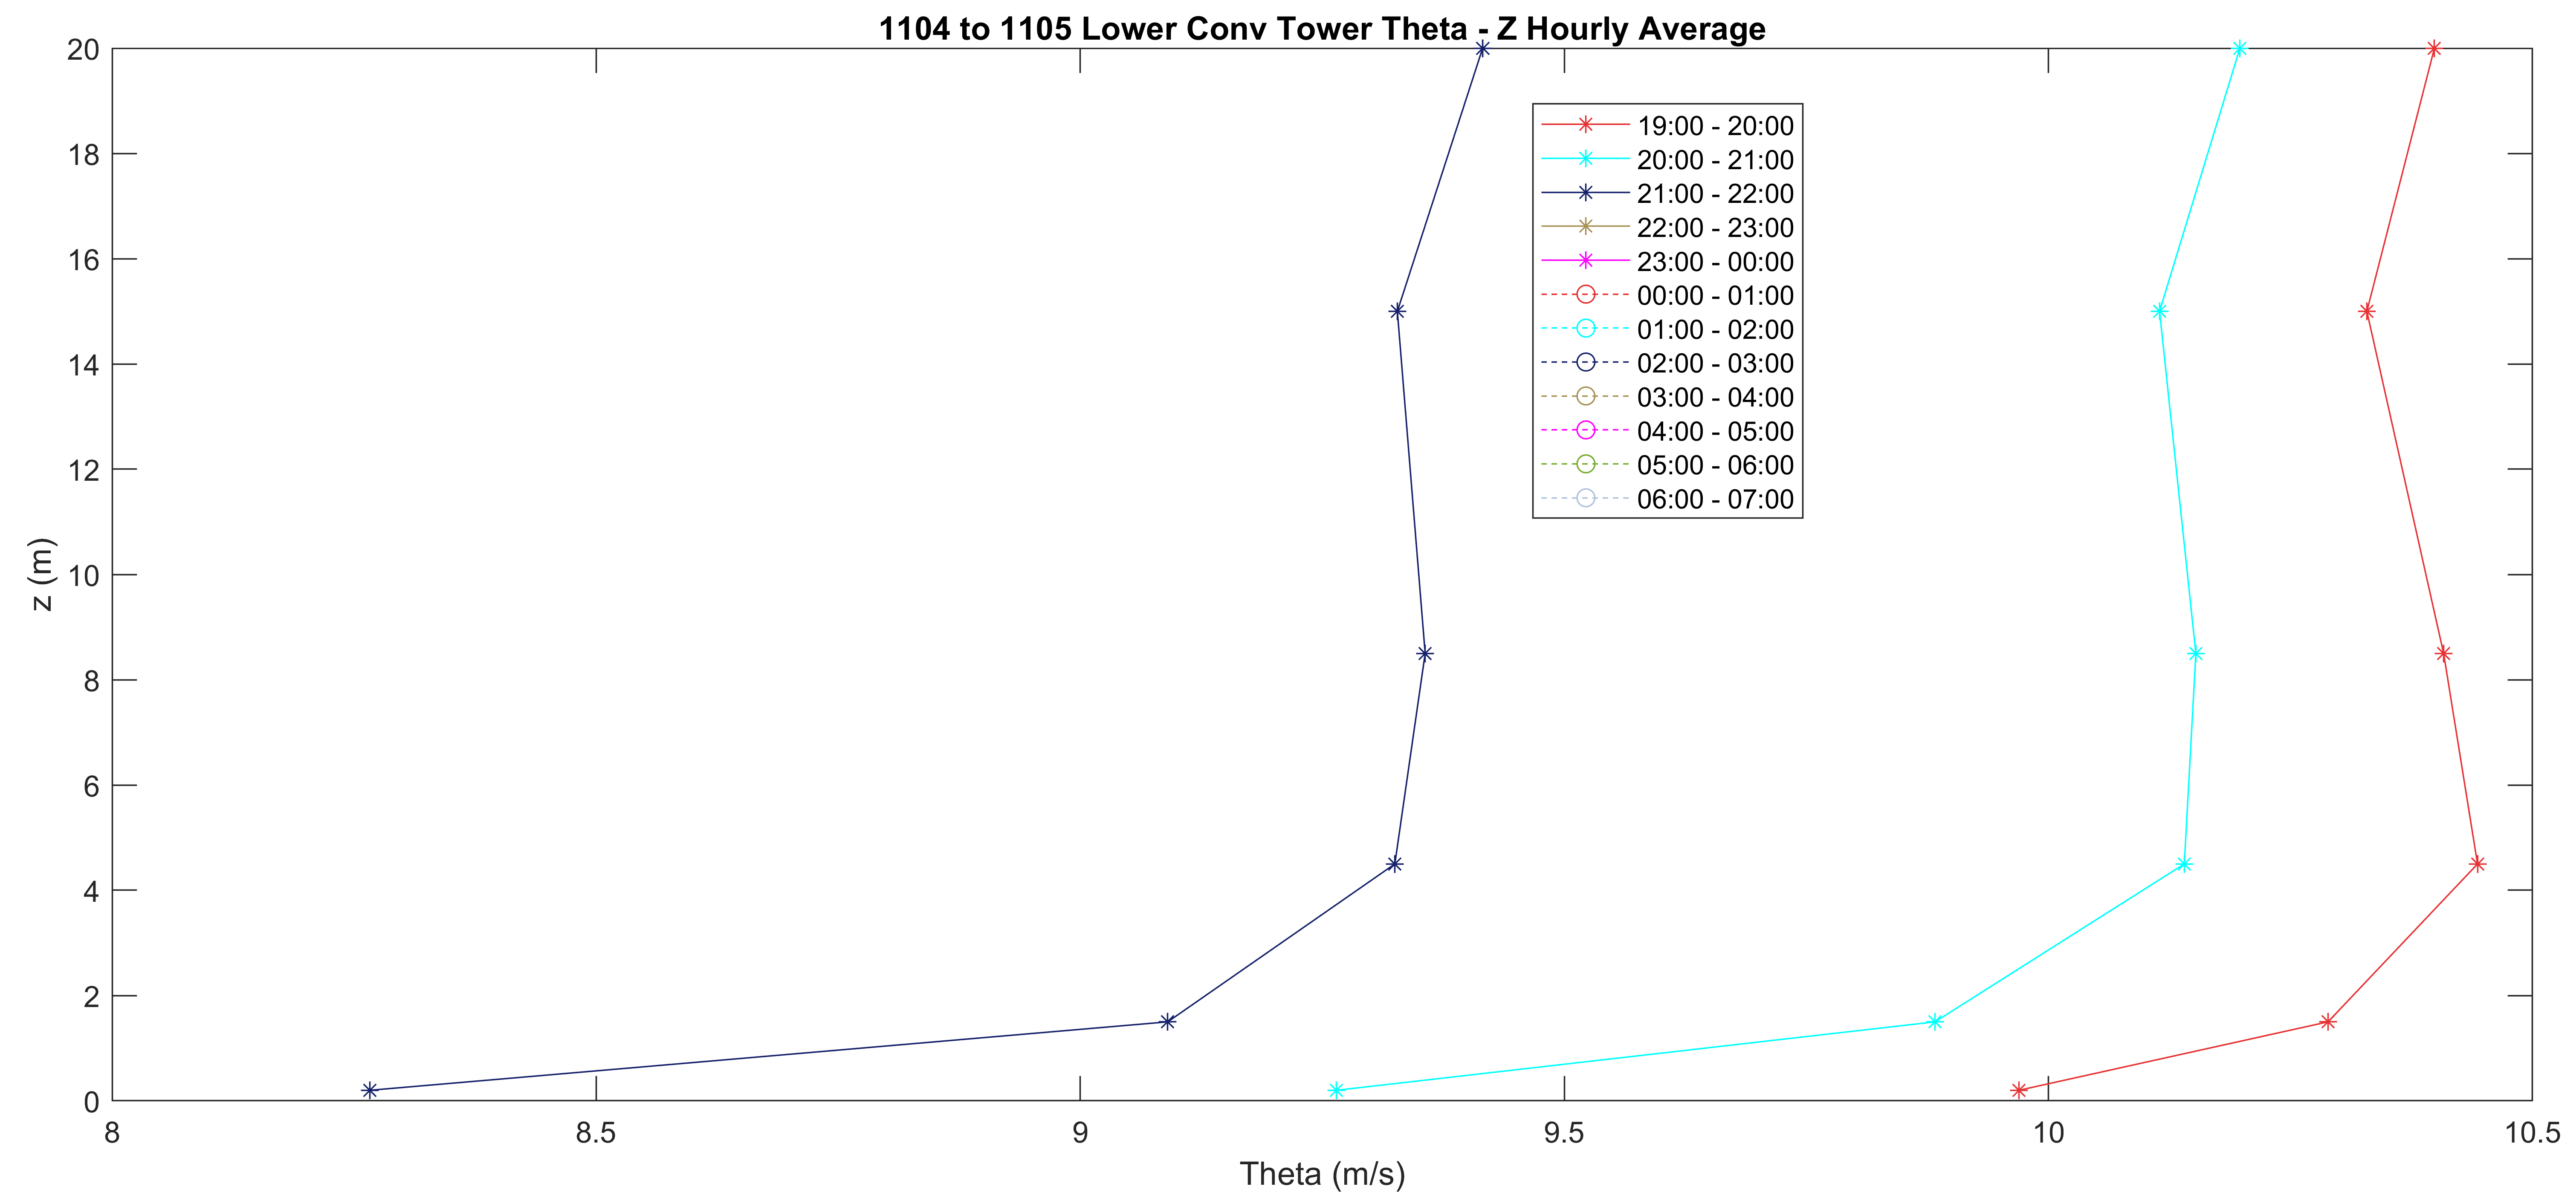 1104 to 1105 Lower Conv Tower Theta - Z Hourly Average
20
18
16
14
12
10
8
6
4
2
0
z (m)
19:00 - 20:00
20:00 - 21:00
21:00 - 22:00
22:00 - 23:00
23:00 - 00:00
00:00 - 01:00
01:00 - 02:00
02:00 - 03:00
03:00 - 04:00
04:00 - 05:00
05:00 - 06:00
06:00 - 07:00
8 8.5 9 9.5 10 10.5
Theta (m/s)